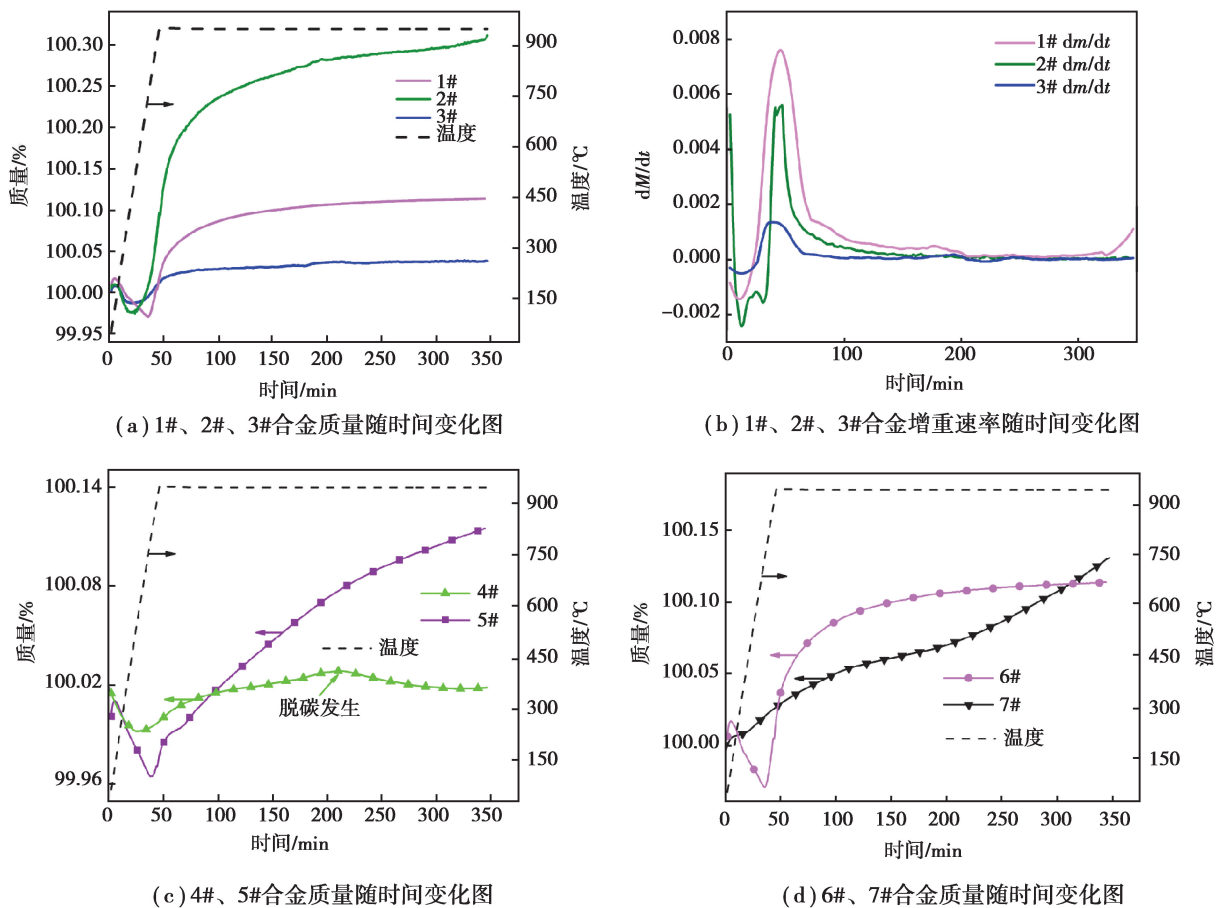 100.30
100.25
100.20
100.15
100.10
100.05
100.00
99.95
质量/%
900
750
600
450
300
150
温度/℃
1#
2#
3#
温度
0 50 100 150 200 250 300 350
时间/min
(a)1#、2#、3#合金质量随时间变化图
0.008
0.006
0.004
0.002
0.000
−0.002
dM/dt
1# dm/dt
2# dm/dt
3# dm/dt
0 100 200 300
时间/min
(b)1#、2#、3#合金增重速率随时间变化图
100.14
100.08
100.02
99.96
质量/%
900
750
600
450
300
150
温度/℃
4#
5#
温度
脱碳发生
0 50 100 150 200 250 300 350
时间/min
(c)4#、5#合金质量随时间变化图
100.15
100.10
100.05
100.00
质量/%
900
750
600
450
300
150
温度/℃
6#
7#
温度
0 50 100 150 200 250 300 350
时间/min
(d)6#、7#合金质量随时间变化图